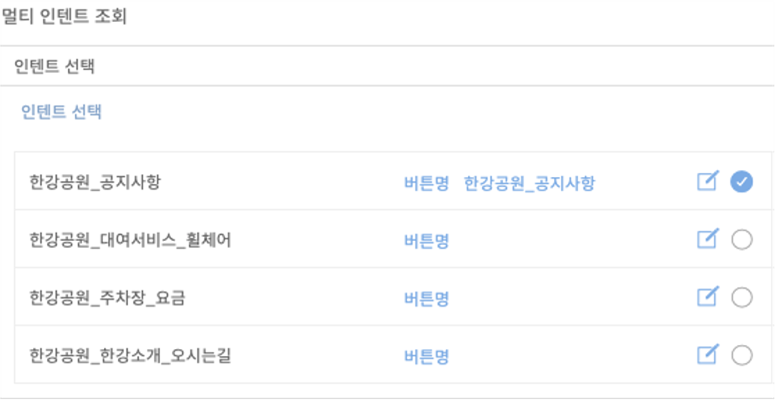 멀티 인텐트 조회
인텐트 선택
인텐트 선택
한강공원_공지사항 버튼명 한강공원_공지사항
한강공원_대여서비스_휠체어 버튼명
한강공원_주차장_요금 버튼명
한강공원_한강소개_오시는길 버튼명